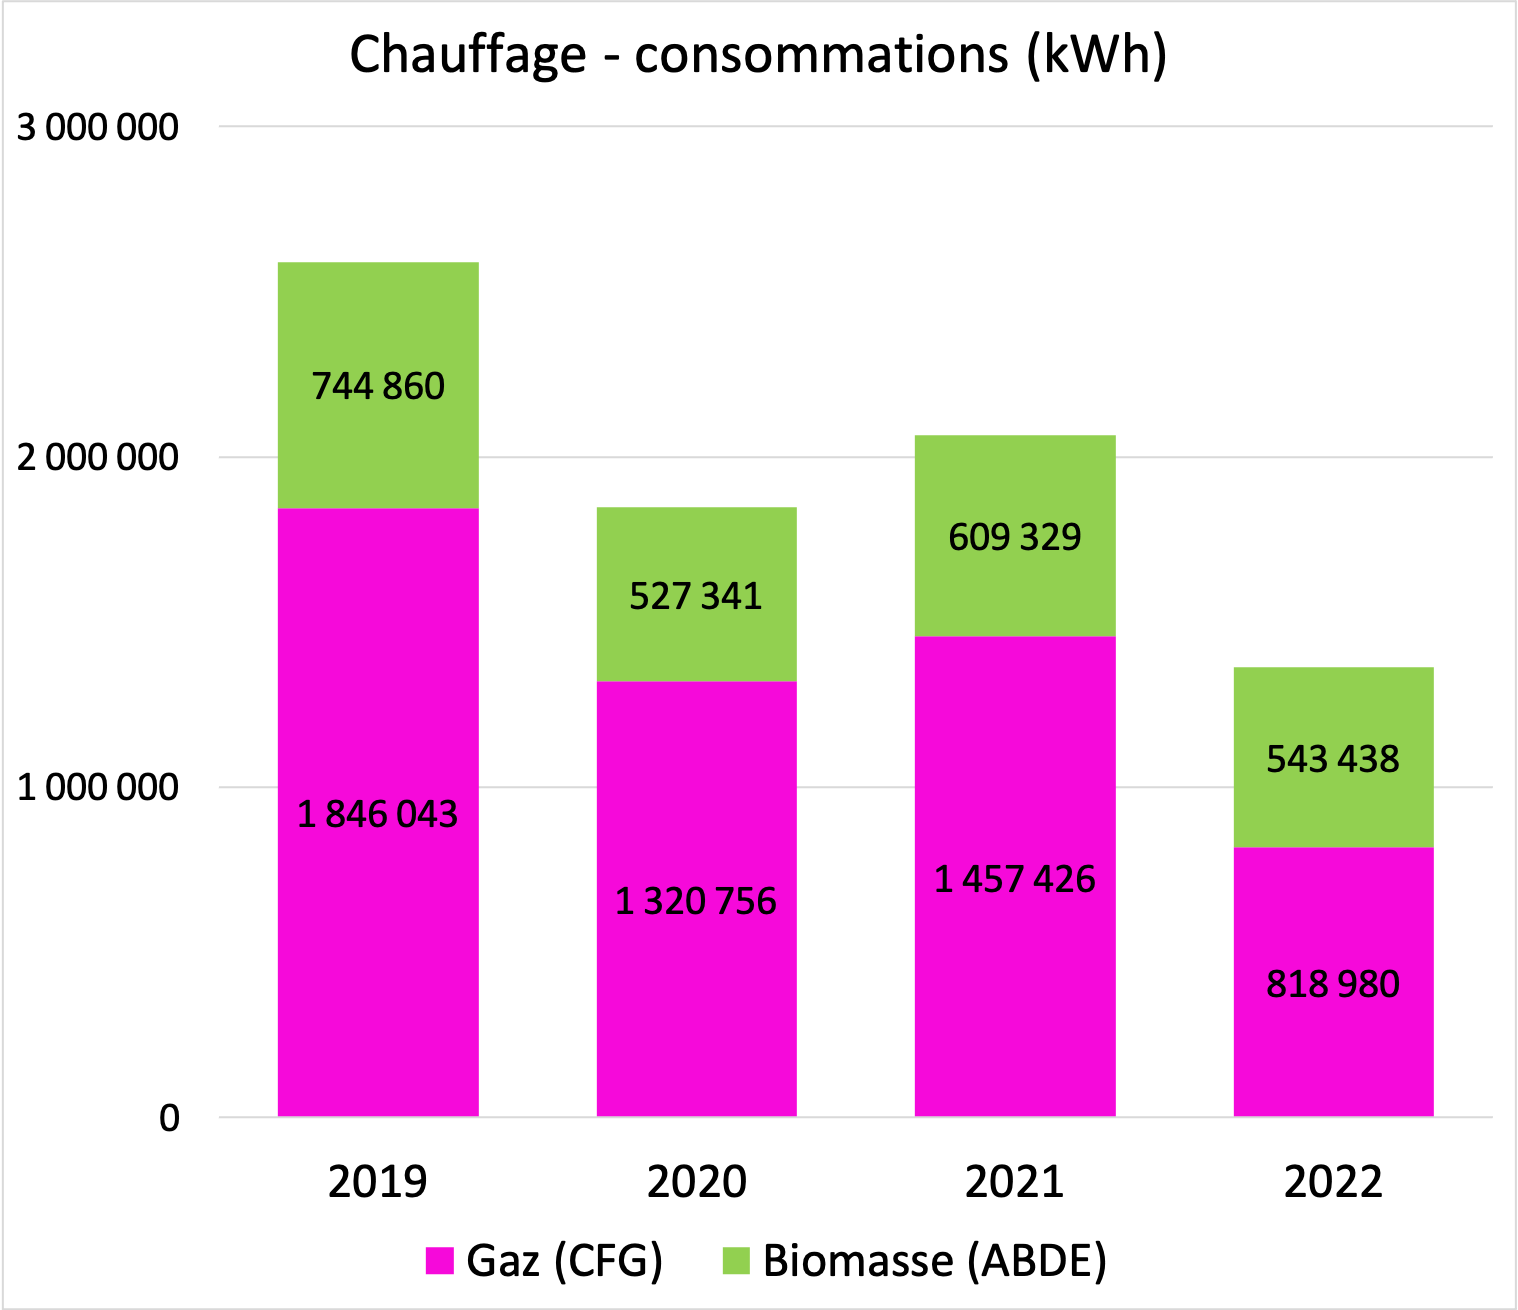 Chauffage - consommations (kWh)
3 000 000
744 860
2 000 000
609 329
527 341
543 438
1 000 000
1 846 043
1 457 426
1 320 756
818 980
0
2019 2020 2021 2022
Gaz (CFG) Biomasse (ABDE)